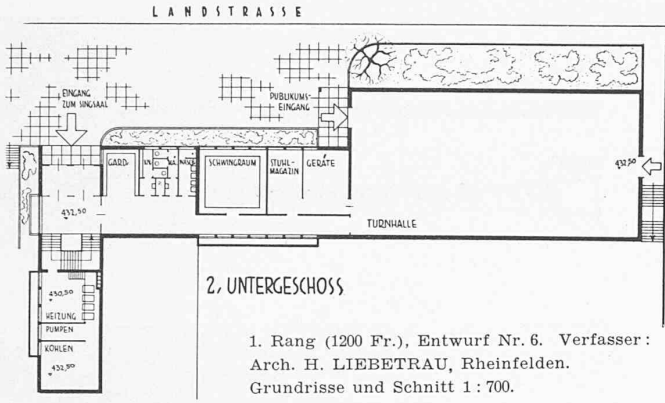 LANDSTRASSE
EINGANG
ZUM SINGSAAL
PUBLIKUMS-
EINGANG
GARD.
KN.
MÄ.
SCHWINGRAUM
STUHL-
MAGAZIN
GERÄTE
432,50
432,50
TURNHALLE
430,50
HEIZUNG
PUMPEN
KOHLEN
432,50
2, UNTERGESCHOSS
1. Rang (1200 Fr.), Entwurf Nr. 6. Verfasser:
Arch. H. LIEBETRAU, Rheinfelden.
Grundrisse und Schnitt 1 : 700.